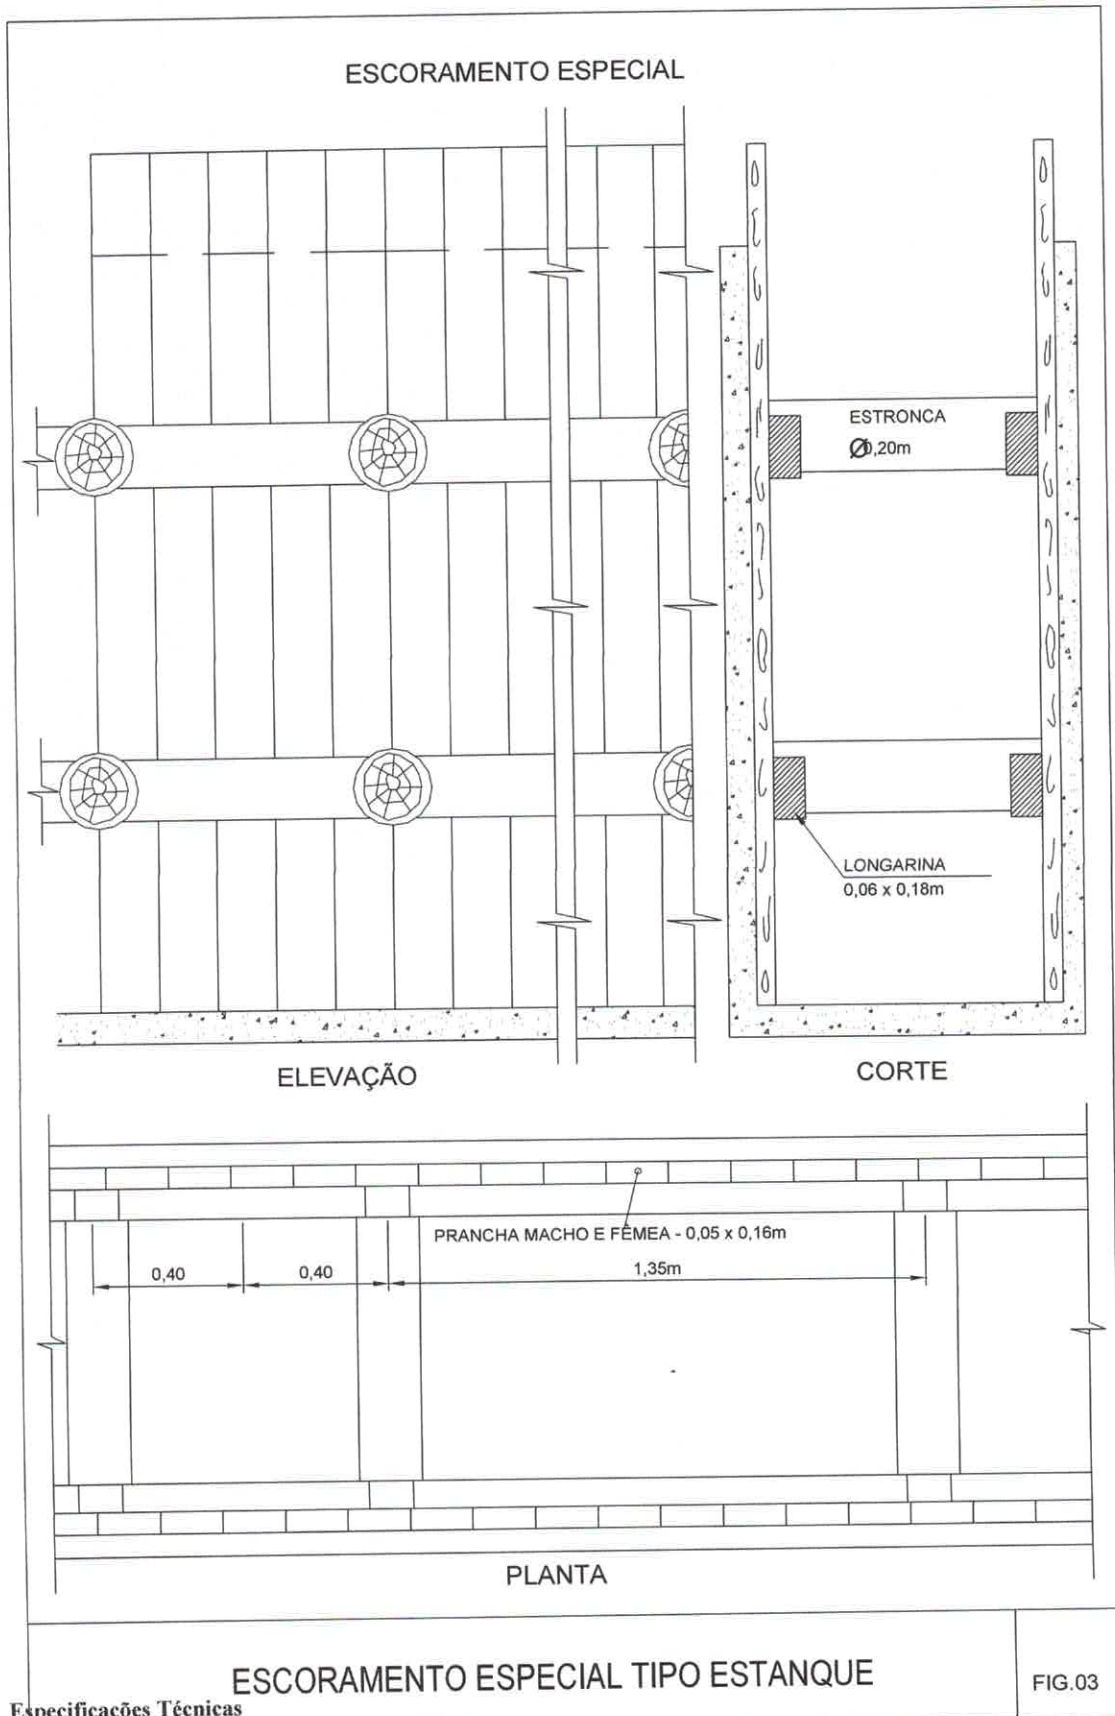 ESCORAMENTO ESPECIAL
ESTRONCA
Ø0,20m
LONGARINA
0,06 x 0,18m
ELEVAÇÃO
CORTE
PRANCHA MACHO E FÊMEA - 0,05 x 0,16m
0,40
0,40
1,35m
PLANTA
ESCORAMENTO ESPECIAL TIPO ESTANQUE
FIG.03
Especificações Técnicas